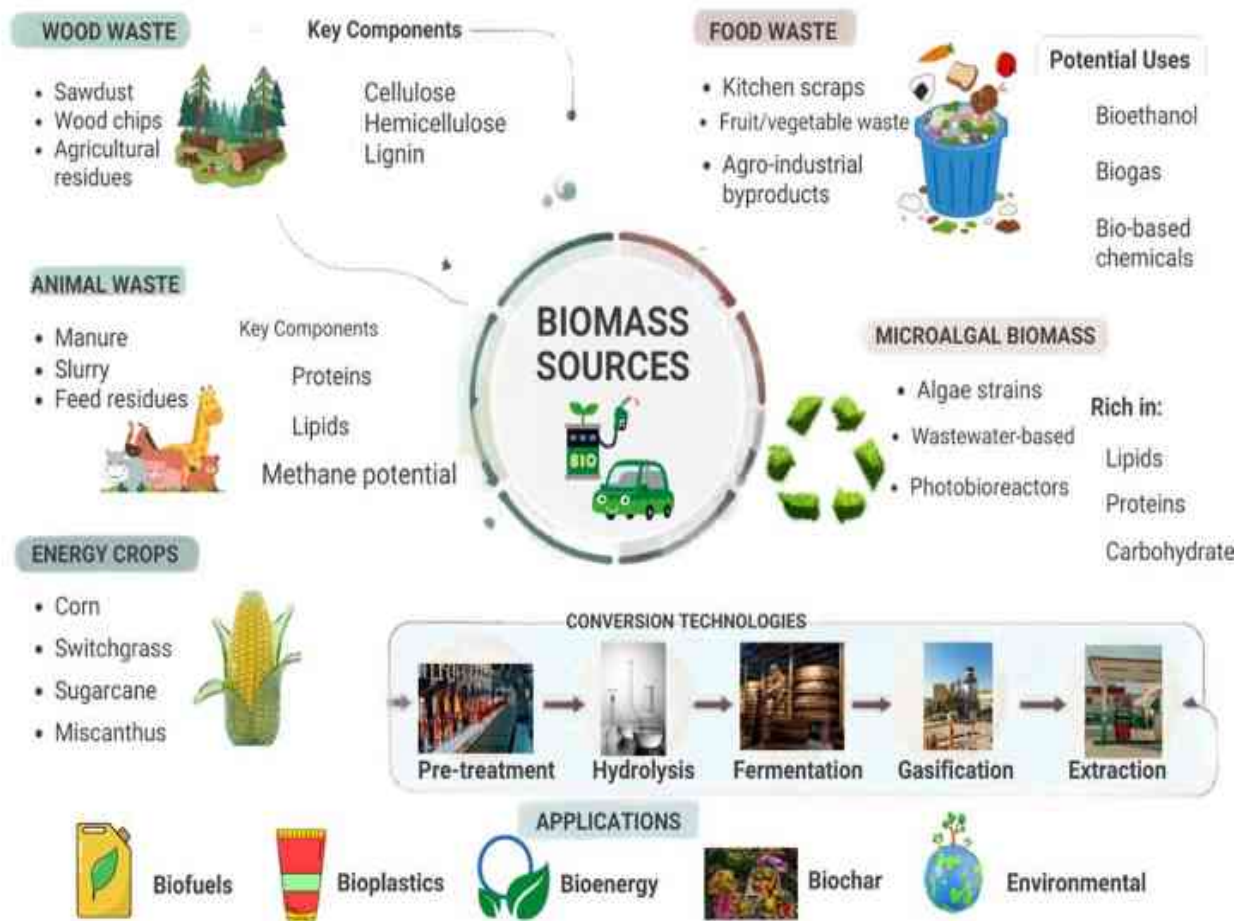 WOOD WASTE
Sawdust
Wood chips
Agricultural
residues
Key Components
Cellulose
Hemicellulose
Lignin
FOOD WASTE
Kitchen scraps
Fruit/vegetable waste
Agro-industrial
byproducts
Potential Uses
Bioethanol
Biogas
Bio-based
chemicals
ANIMAL WASTE
Manure
Slurry
Feed residues
Key Components
Proteins
Lipids
Methane potential
BIOMASS
SOURCES
BIO
MICROALGAL BIOMASS
Algae strains
Wastewater-based
Photobioreactors
Rich in:
Lipids
Proteins
Carbohydrate
ENERGY CROPS
Corn
Switchgrass
Sugarcane
Miscanthus
CONVERSION TECHNOLOGIES
Pre-treatment
Hydrolysis
Fermentation
Gasification
Extraction
APPLICATIONS
Biofuels
Bioplastics
Bioenergy
Biochar
Environmental